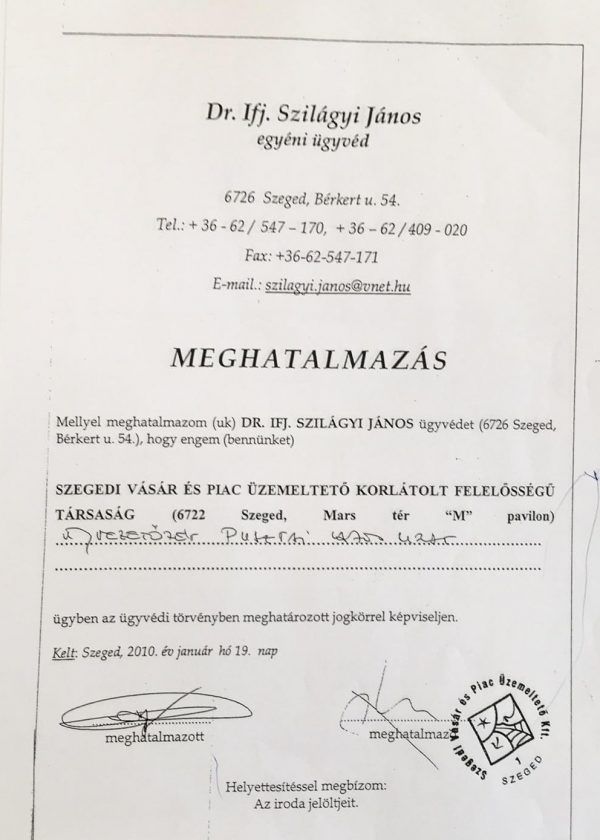 Dr. Ifj. Szilágyi János
egyéni ügyvéd
6726 Szeged, Bérkert u. 54.
Tel.: + 36 - 62 / 547 – 170, + 36 – 62 / 409 - 020
Fax: +36-62-547-171
E-mail.: szilagyi.janos@vnet.hu
MEGHATALMAZÁS
Mellyel meghatalmazom (uk) DR. IFJ. SZILÁGYI JÁNOS ügyvédet (6726 Szeged,
Bérkert u. 54.), hogy engem (bennünket)
SZEGEDI VÁSÁR ÉS PIAC ÜZEMELTETŐ KORLÁTOLT FELELŐSSÉGŰ
TÁRSASÁG (6722 Szeged, Mars tér “M” pavilon)
ügyben az ügyvédi törvényben meghatározott jogkörrel képviseljen.
Kelt: Szeged, 2010. év január hó 19. nap
meghatalmazott meghatalmazó
Szegedi Vásár és Piac Üzemeltető Kft.
1
SZEGED
Helyettesítéssel megbízom:
Az iroda jelöltjeit.